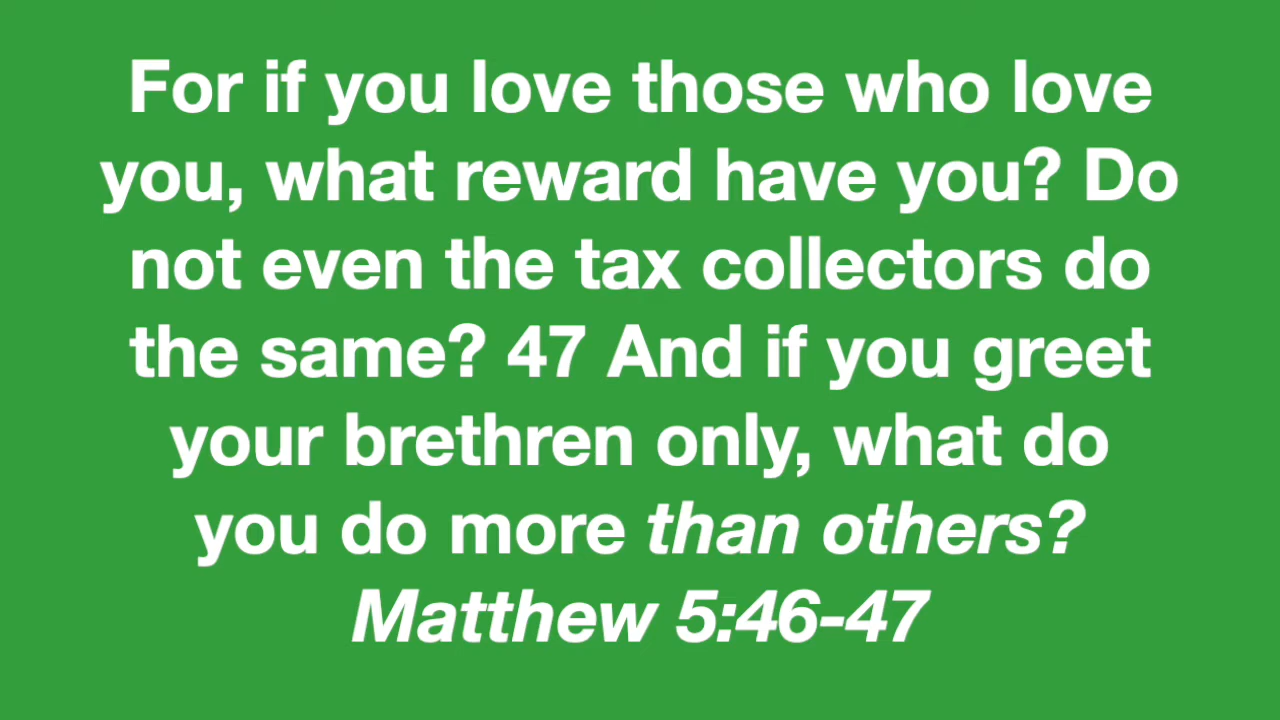 For if you love those who love
you, what reward have you? Do
not even the tax collectors do
the same? 47 And if you greet
your brethren only, what do
you do more than others?
Matthew 5:46-47